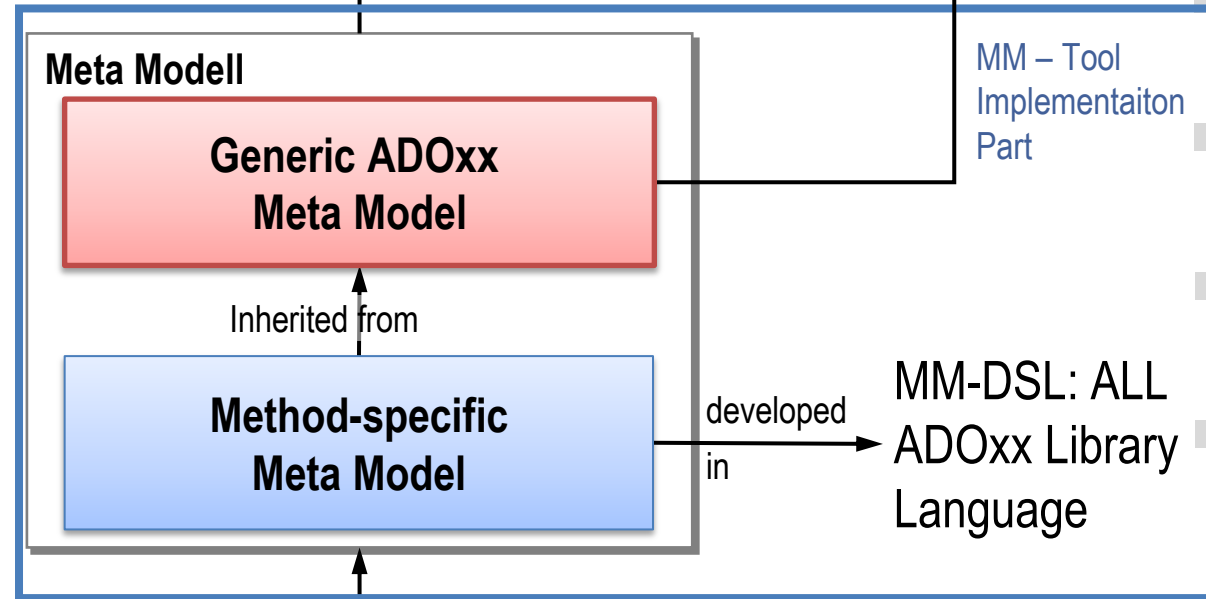 Meta Modell
MM – Tool
Implementaiton
Part
Generic ADOxx
Meta Model
Inherited from
Method-specific
Meta Model
developed
in
MM-DSL: ALL
ADOxx Library
Language